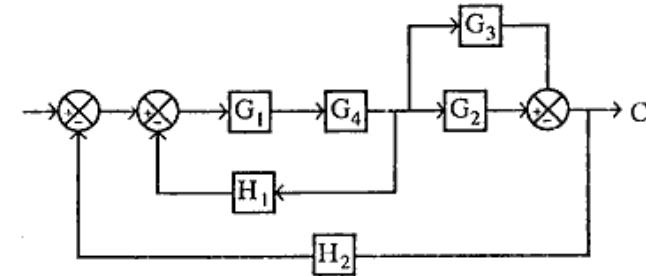 G₃
+ - + - G₁ G₄ G₂ + - C
H₁
H₂